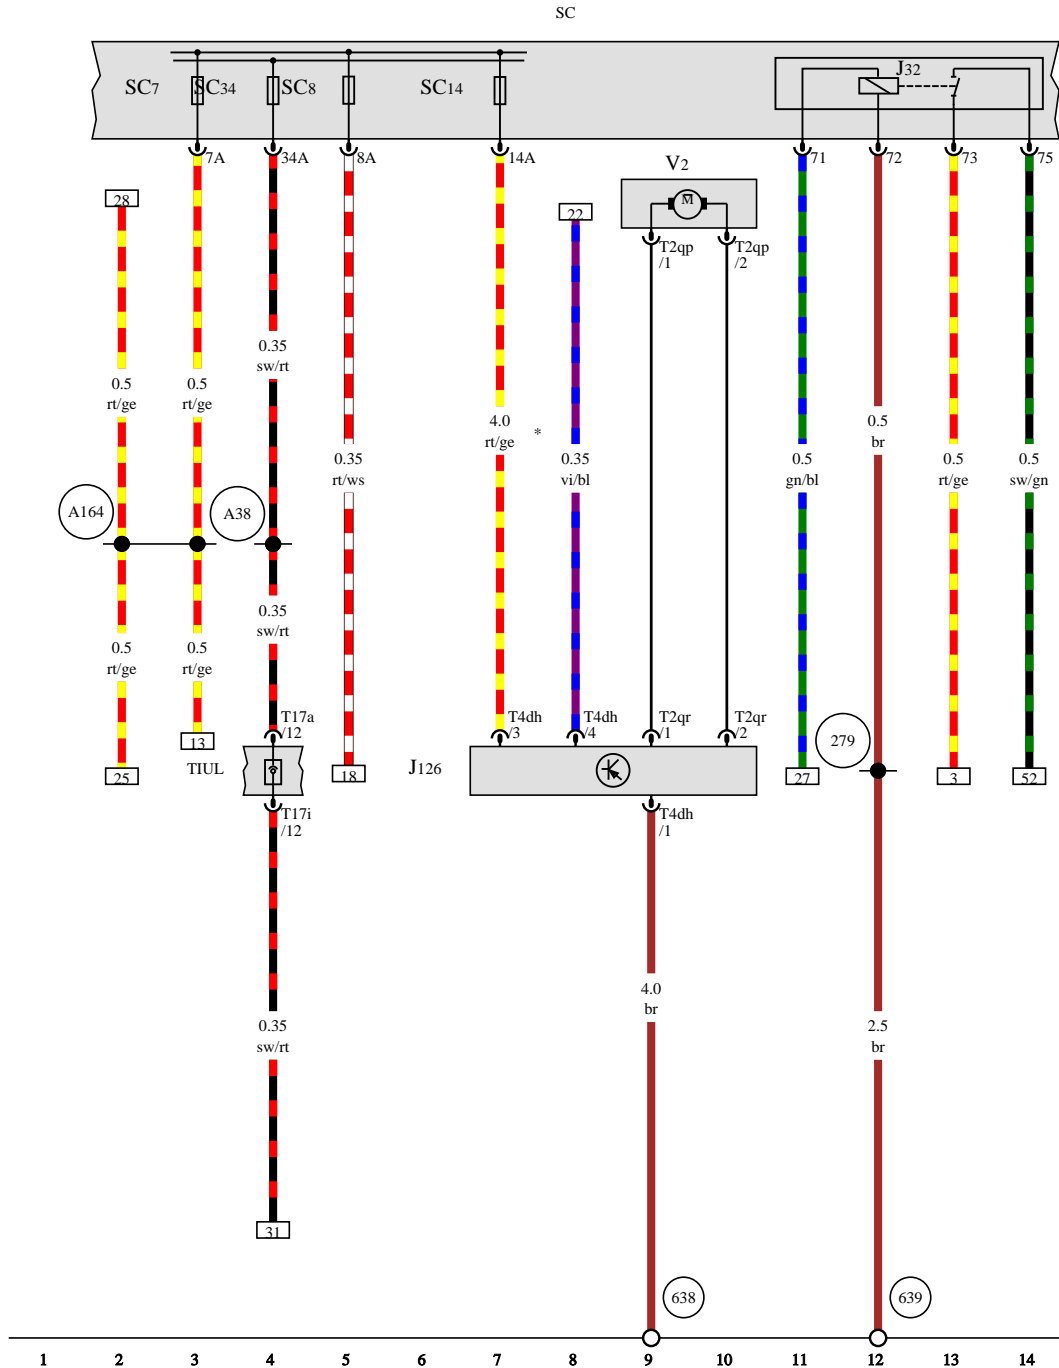 SC
SC7
SC34
SC8
SC14
J32
7A
34A
8A
14A
71
72
73
75
V2
M
28
22
T2qp
/1
T2qp
/2
0.35
sw/rt
0.5
rt/ge
0.5
rt/ge
4.0
rt/ge
*
0.5
br
0.35
rt/ws
0.35
vi/bl
0.5
gn/bl
0.5
rt/ge
0.5
sw/gn
A164
A38
0.35
sw/rt
0.5
rt/ge
0.5
rt/ge
T17a
/12
T4dh
/3
T4dh
/4
T2qr
/1
T2qr
/2
13
279
25
TIUL
18
J126
27
3
52
T17i
/12
T4dh
/1
4.0
br
0.35
sw/rt
2.5
br
31
638
639
1 2 3 4 5 6 7 8 9 10 11 12 13 14